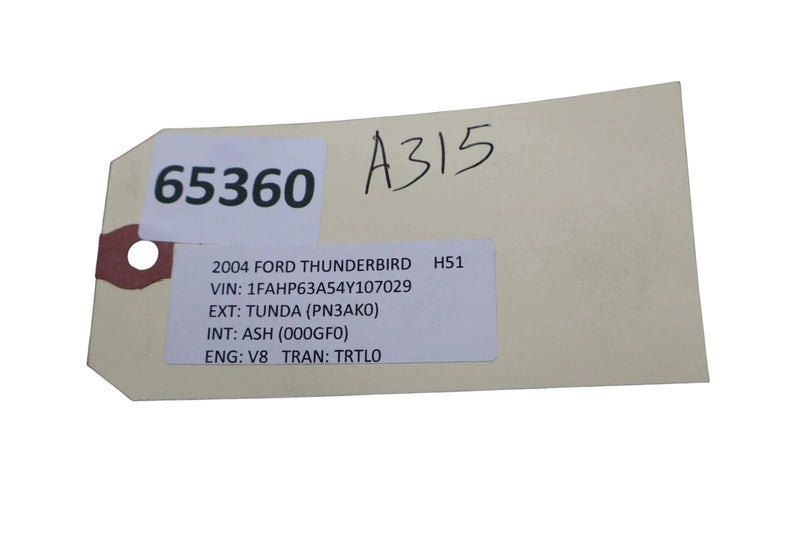 65360
A315
2004 FORD THUNDERBIRD H51
VIN: 1FAHP63A54Y107029
EXT: TUNDA (PN3AK0)
INT: ASH (000GF0)
ENG: V8 TRAN: TRTL0